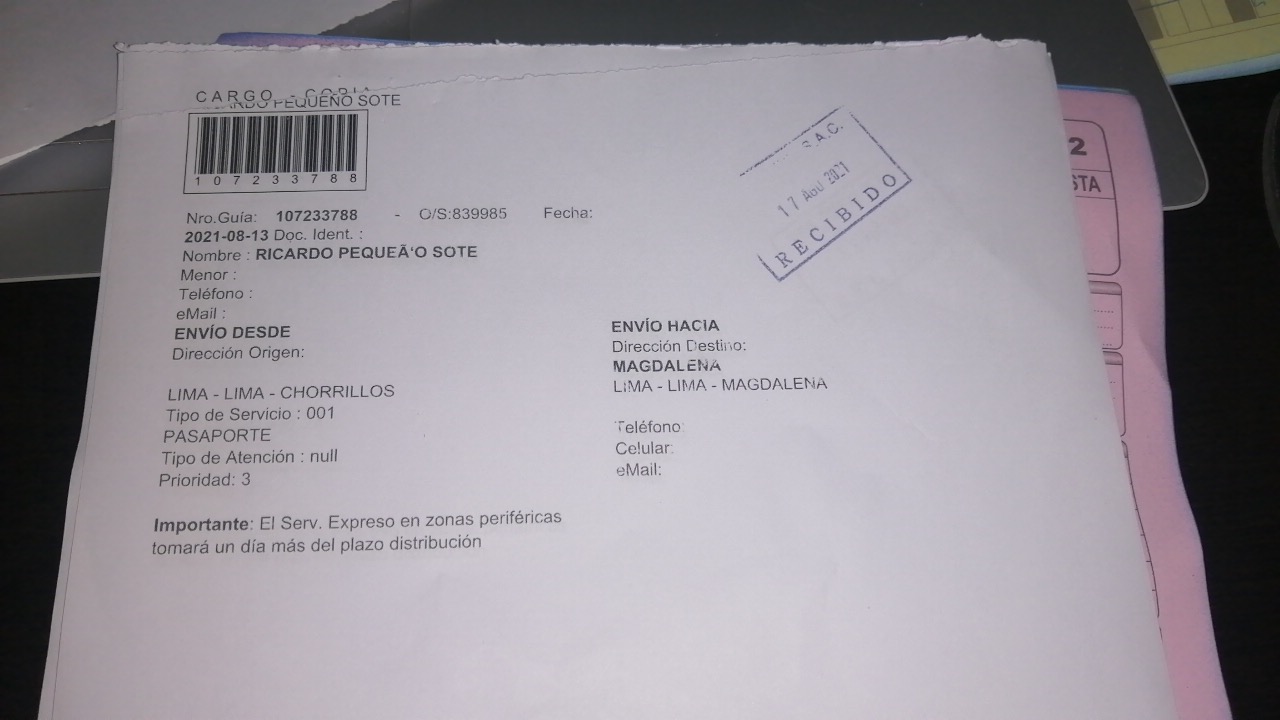 CARGO - COPIA
PEQUEÑO SOTE
107233788
Nro.Guía: 107233788 - O/S:839985 Fecha:
2021-08-13 Doc. Ident. :
Nombre : RICARDO PEQUEÃ‘O SOTE
Menor :
Teléfono :
eMail :
ENVÍO DESDE
Dirección Origen:
LIMA - LIMA - CHORRILLOS
Tipo de Servicio : 001
PASAPORTE
Tipo de Atención : null
Prioridad: 3
Importante: El Serv. Expreso en zonas periféricas
tomará un día más del plazo distribución
ENVÍO HACIA
Dirección Destino:
MAGDALENA
LIMA - LIMA - MAGDALENA
Teléfono:
Celular:
eMail:
S.A.C.
17 AGO 2021
RECIBIDO
2
STA